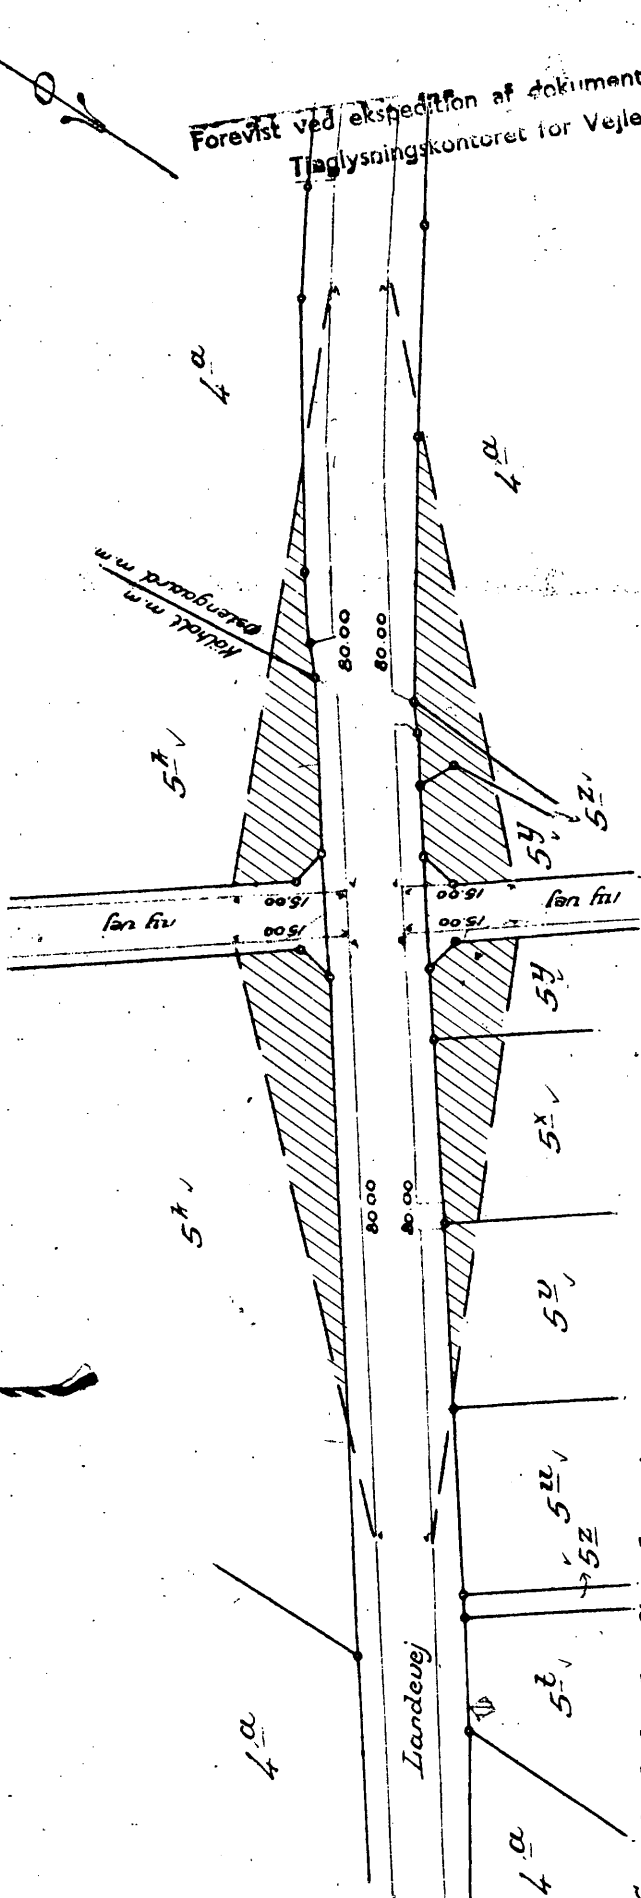 Forevist ved ekspedition af dokument
Tinglysningskontoret for Vejle
4a
4a
Kølholt m.m
Østengaard m.m
80.00
80.00
5z
5y
15.00
15.00
ny vej
15.00
15.00
ny vej
5y
5x
80.00
80.00
5v
5u
5z
5t
Landevej
4a
4a